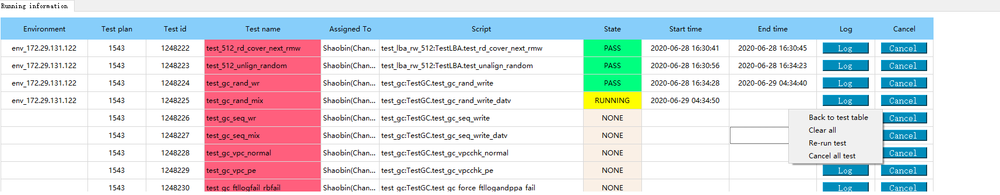 Running information
Environment Test plan Test id Test name Assigned To Script State Start time End time Log Cancel
env_172.29.131.122 1543 1248222 test_512_rd_cover_next_rmw Shaobin(Chan... test_lba_rw_512:TestLBA.test_rd_cover_next_rmw PASS 2020-06-28 16:30:41 2020-06-28 16:30:45 Log Cancel
env_172.29.131.122 1543 1248223 test_512_unlign_random Shaobin(Chan... test_lba_rw_512:TestLBA.test_unalign_random PASS 2020-06-28 16:30:56 2020-06-28 16:34:23 Log Cancel
env_172.29.131.122 1543 1248224 test_gc_rand_wr Shaobin(Chan... test_gc:TestGC.test_gc_rand_write PASS 2020-06-28 16:34:28 2020-06-29 04:34:40 Log Cancel
env_172.29.131.122 1543 1248225 test_gc_rand_mix Shaobin(Chan... test_gc:TestGC.test_gc_rand_write_datv RUNNING 2020-06-29 04:34:50 Log Cancel
1543 1248226 test_gc_seq_wr Shaobin(Chan... test_gc:TestGC.test_gc_seq_write NONE Back to test table Cancel
1543 1248227 test_gc_seq_mix Shaobin(Chan... test_gc:TestGC.test_gc_seq_write_datv NONE Clear all Cancel
Re-run test
1543 1248228 test_gc_vpc_normal Shaobin(Chan... test_gc:TestGC.test_gc_vpcchk_normal NONE Cancel all test Cancel
1543 1248229 test_gc_vpc_pe Shaobin(Chan... test_gc:TestGC.test_gc_vpcchk_pe NONE Log Cancel
1543 1248230 test_gc_ftllogfail_rbfail Shaobin(Chan... test_gc:TestGC.test_gc_force_ftllogandppa_fail NONE Log Cancel